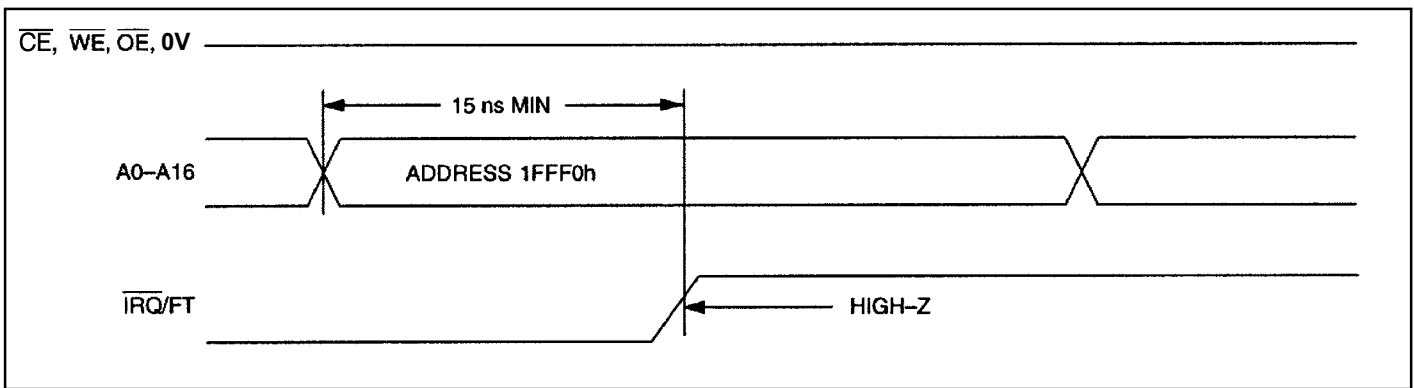 CE, WE, OE, 0V
15 ns MIN
A0–A16
ADDRESS 1FFF0h
IRQ/FT
HIGH–Z